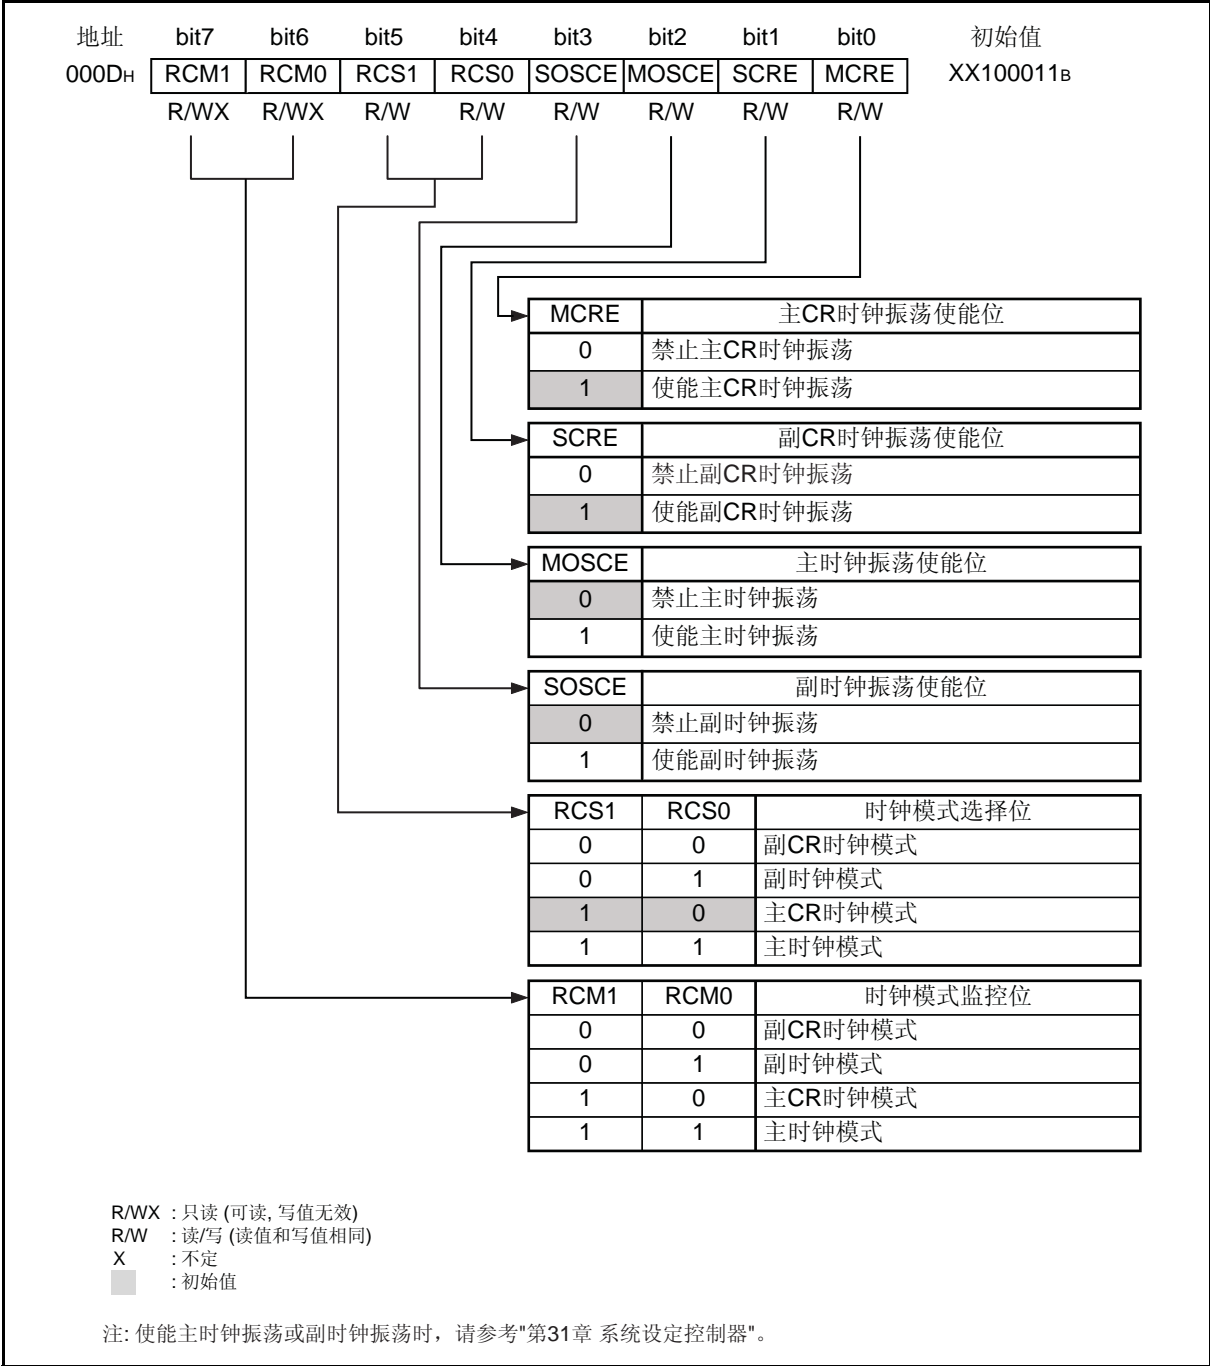 地址 bit7 bit6 bit5 bit4 bit3 bit2 bit1 bit0 初始值
000DH RCM1 RCM0 RCS1 RCS0 SOSCE MOSCE SCRE MCRE XX100011B
R/WX R/WX R/W R/W R/W R/W R/W R/W
MCRE 主CR时钟振荡使能位
0 禁止主CR时钟振荡
1 使能主CR时钟振荡
SCRE 副CR时钟振荡使能位
0 禁止副CR时钟振荡
1 使能副CR时钟振荡
MOSCE 主时钟振荡使能位
0 禁止主时钟振荡
1 使能主时钟振荡
SOSCE 副时钟振荡使能位
0 禁止副时钟振荡
1 使能副时钟振荡
RCS1 RCS0 时钟模式选择位
0 0 副CR时钟模式
0 1 副时钟模式
1 0 主CR时钟模式
1 1 主时钟模式
RCM1 RCM0 时钟模式监控位
0 0 副CR时钟模式
0 1 副时钟模式
1 0 主CR时钟模式
1 1 主时钟模式
R/WX : 只读 (可读, 写值无效)
R/W : 读/写 (读值和写值相同)
X : 不定
: 初始值
注: 使能主时钟振荡或副时钟振荡时，请参考"第31章 系统设定控制器"。